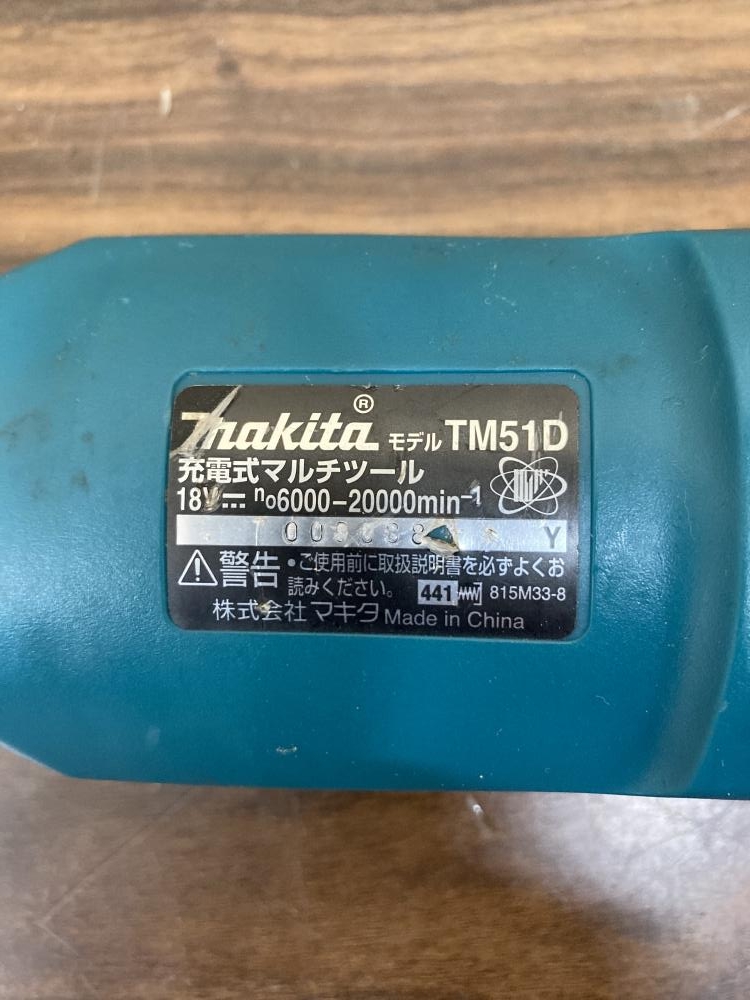 makita® モデル TM51D
充電式マルチツール
18V⎓ n₀6000-20000min⁻¹
Y
⚠警告 ・ご使用前に取扱説明書を必ずよくお
読みください。 441 815M33-8
株式会社 マキタ Made in China